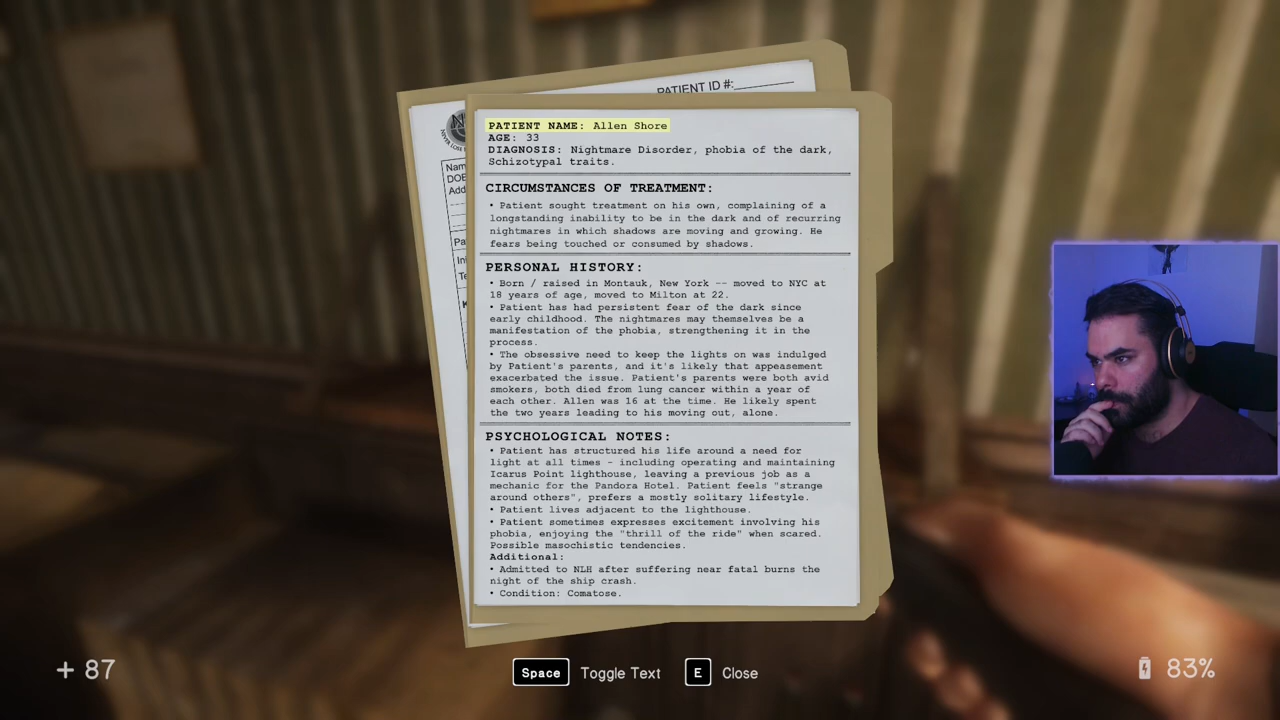 PATIENT ID #:
PATIENT NAME: Allen Shore
AGE: 33
DIAGNOSIS: Nightmare Disorder, phobia of the dark,
Schizotypal traits.
CIRCUMSTANCES OF TREATMENT:
• Patient sought treatment on his own, complaining of a
longstanding inability to be in the dark and of recurring
nightmares in which shadows are moving and growing. He
fears being touched or consumed by shadows.
PERSONAL HISTORY:
• Born / raised in Montauk, New York -- moved to NYC at
18 years of age, moved to Milton at 22.
• Patient has had persistent fear of the dark since
early childhood. The nightmares may themselves be a
manifestation of the phobia, strengthening it in the
process.
• The obsessive need to keep the lights on was indulged
by Patient's parents, and it's likely that appeasement
exacerbated the issue. Patient's parents were both avid
smokers, both died from lung cancer within a year of
each other. Allen was 16 at the time. He likely spent
the two years leading to his moving out, alone.
PSYCHOLOGICAL NOTES:
• Patient has structured his life around a need for
light at all times - including operating and maintaining
Icarus Point lighthouse, leaving a previous job as a
mechanic for the Pandora Hotel. Patient feels "strange
around others", prefers a mostly solitary lifestyle.
• Patient lives adjacent to the lighthouse.
• Patient sometimes expresses excitement involving his
phobia, enjoying the "thrill of the ride" when scared.
Possible masochistic tendencies.
Additional:
• Admitted to NLH after suffering near fatal burns the
night of the ship crash.
• Condition: Comatose.
Nam
DOB
Add
Pa
+ 87
Space Toggle Text E Close
83%